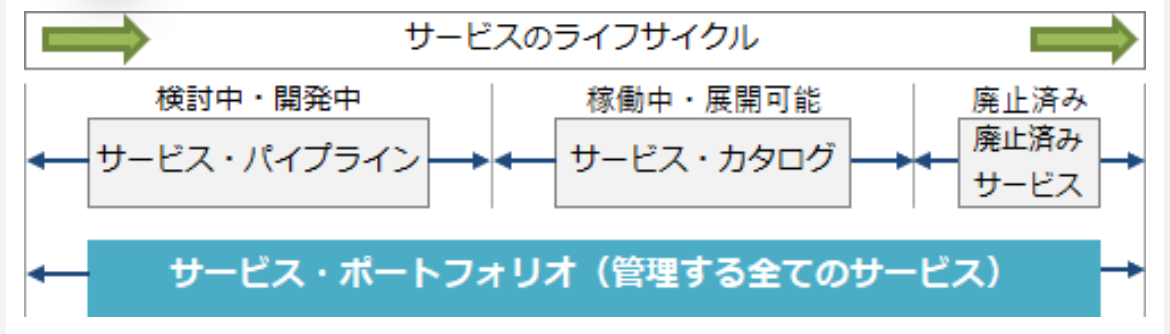 サービスのライフサイクル
検討中・開発中
稼働中・展開可能
廃止済み
サービス・パイプライン
サービス・カタログ
廃止済み
サービス
サービス・ポートフォリオ（管理する全てのサービス）